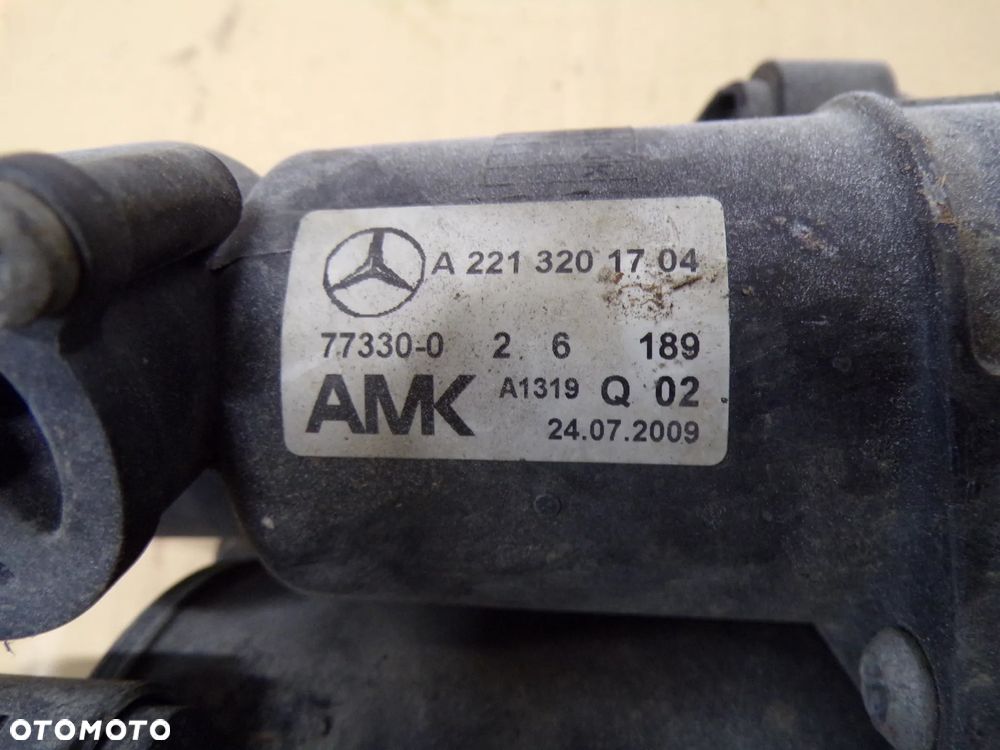 A 221 320 17 04
77330-0 2 6 189
AMK A1319 Q 02
24.07.2009
OTOMOTO